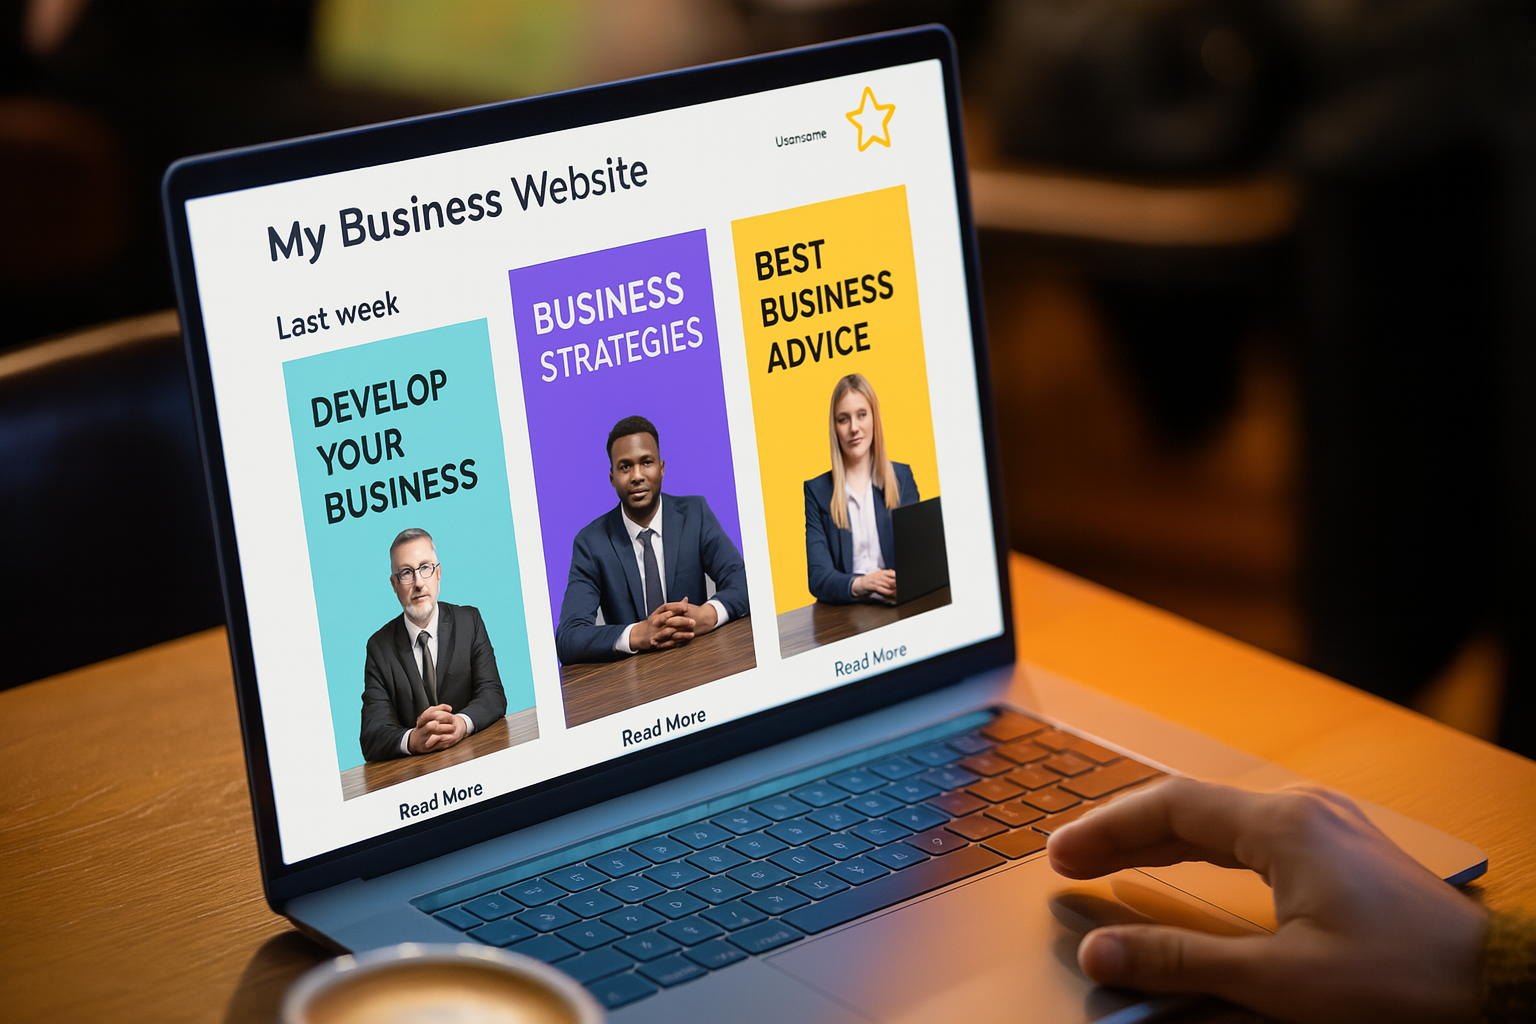 Usansame
My Business Website
Last week
DEVELOP
YOUR
BUSINESS
Read More
BUSINESS
STRATEGIES
Read More
BEST
BUSINESS
ADVICE
Read More